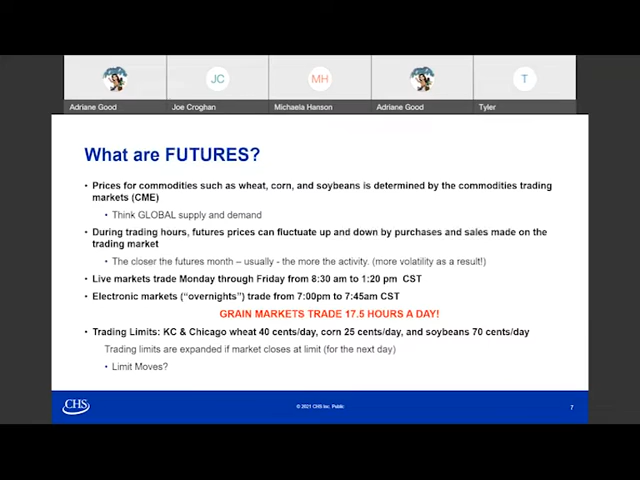 JC
MH
T
Adriane Good
Joe Croghan
Michaela Hanson
Adriane Good
Tyler
What are FUTURES?
• Prices for commodities such as wheat, corn, and soybeans is determined by the commodities trading
markets (CME)
• Think GLOBAL supply and demand
• During trading hours, futures prices can fluctuate up and down by purchases and sales made on the
trading market
• The closer the futures month – usually - the more the activity. (more volatility as a result!)
• Live markets trade Monday through Friday from 8:30 am to 1:20 pm CST
• Electronic markets ("overnights") trade from 7:00pm to 7:45am CST
GRAIN MARKETS TRADE 17.5 HOURS A DAY!
• Trading Limits: KC & Chicago wheat 40 cents/day, corn 25 cents/day, and soybeans 70 cents/day
Trading limits are expanded if market closes at limit (for the next day)
• Limit Moves?
CHS
© 2021 CHS Inc. Public
7